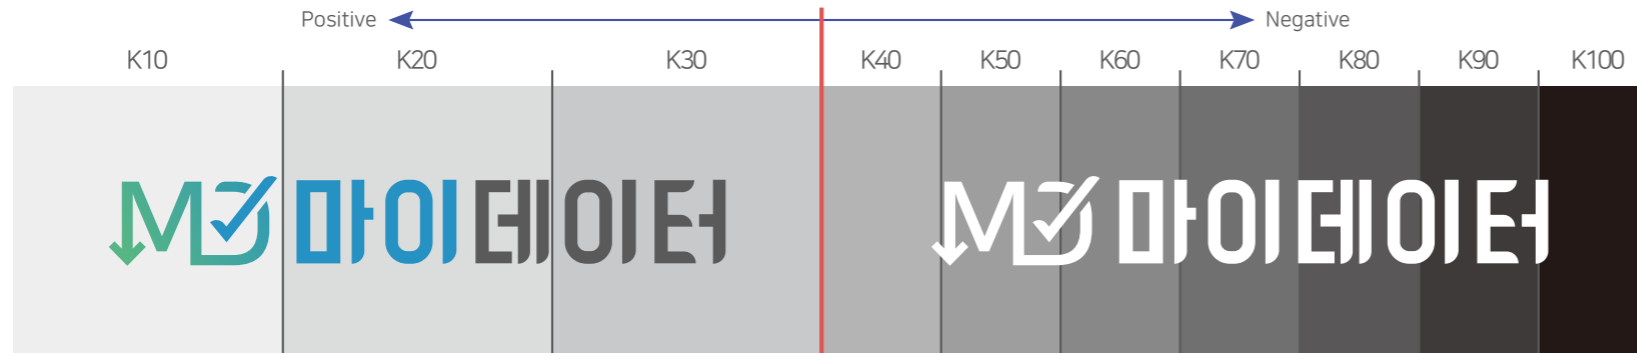 Positive Negative
K10 K20 K30 K40 K50 K60 K70 K80 K90 K100
MD 마이데이터 MD 마이데이터